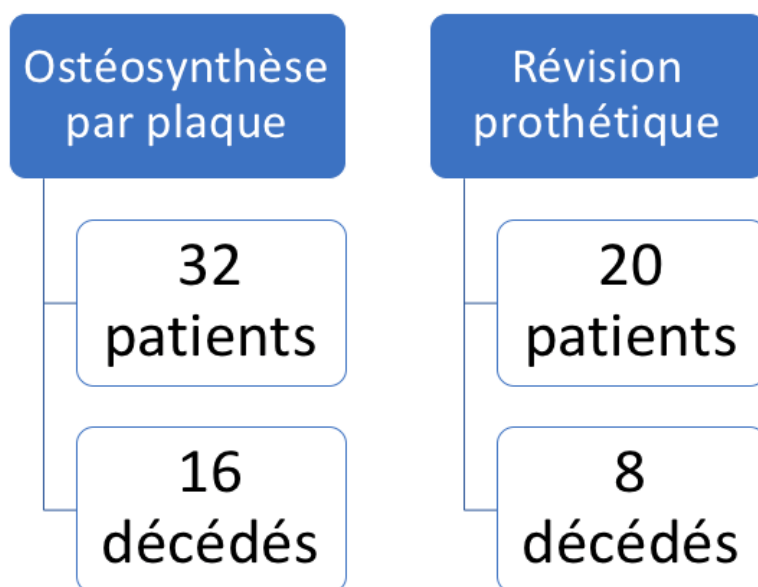 Ostéosynthèse
par plaque
32
patients
16
décédés
Révision
prothétique
20
patients
8
décédés